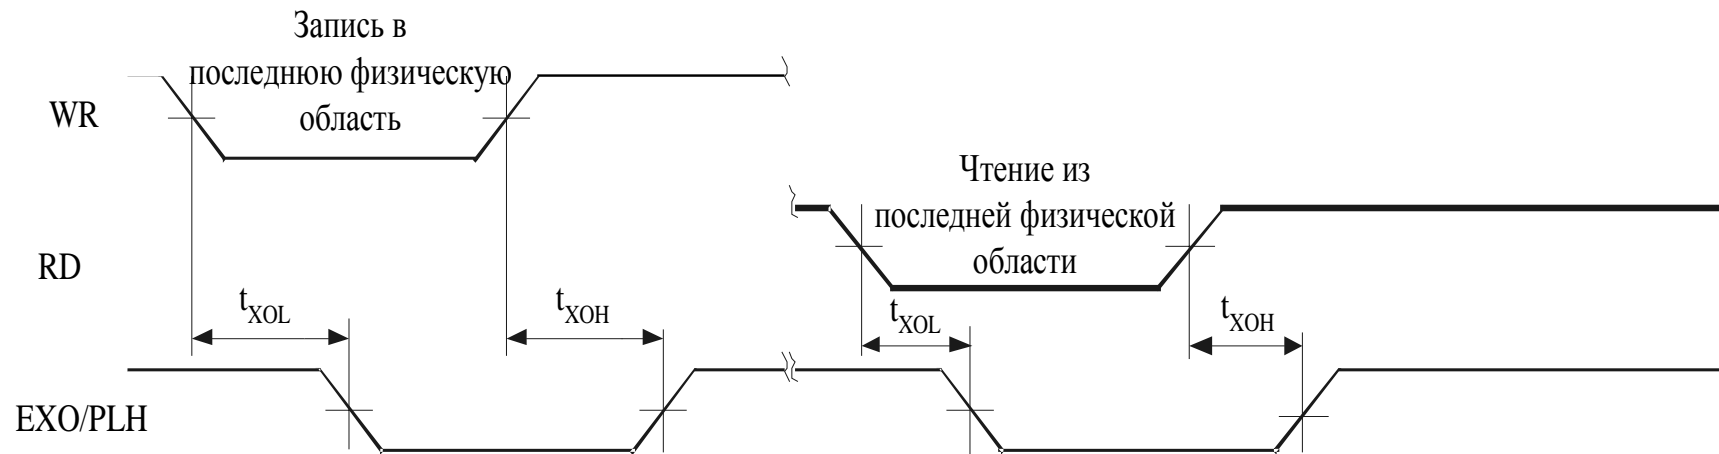 Запись в
последнюю физическую
область
WR
Чтение из
последней физической
области
RD
tXOL
tXOH
tXOL
tXOH
EXO/PLH